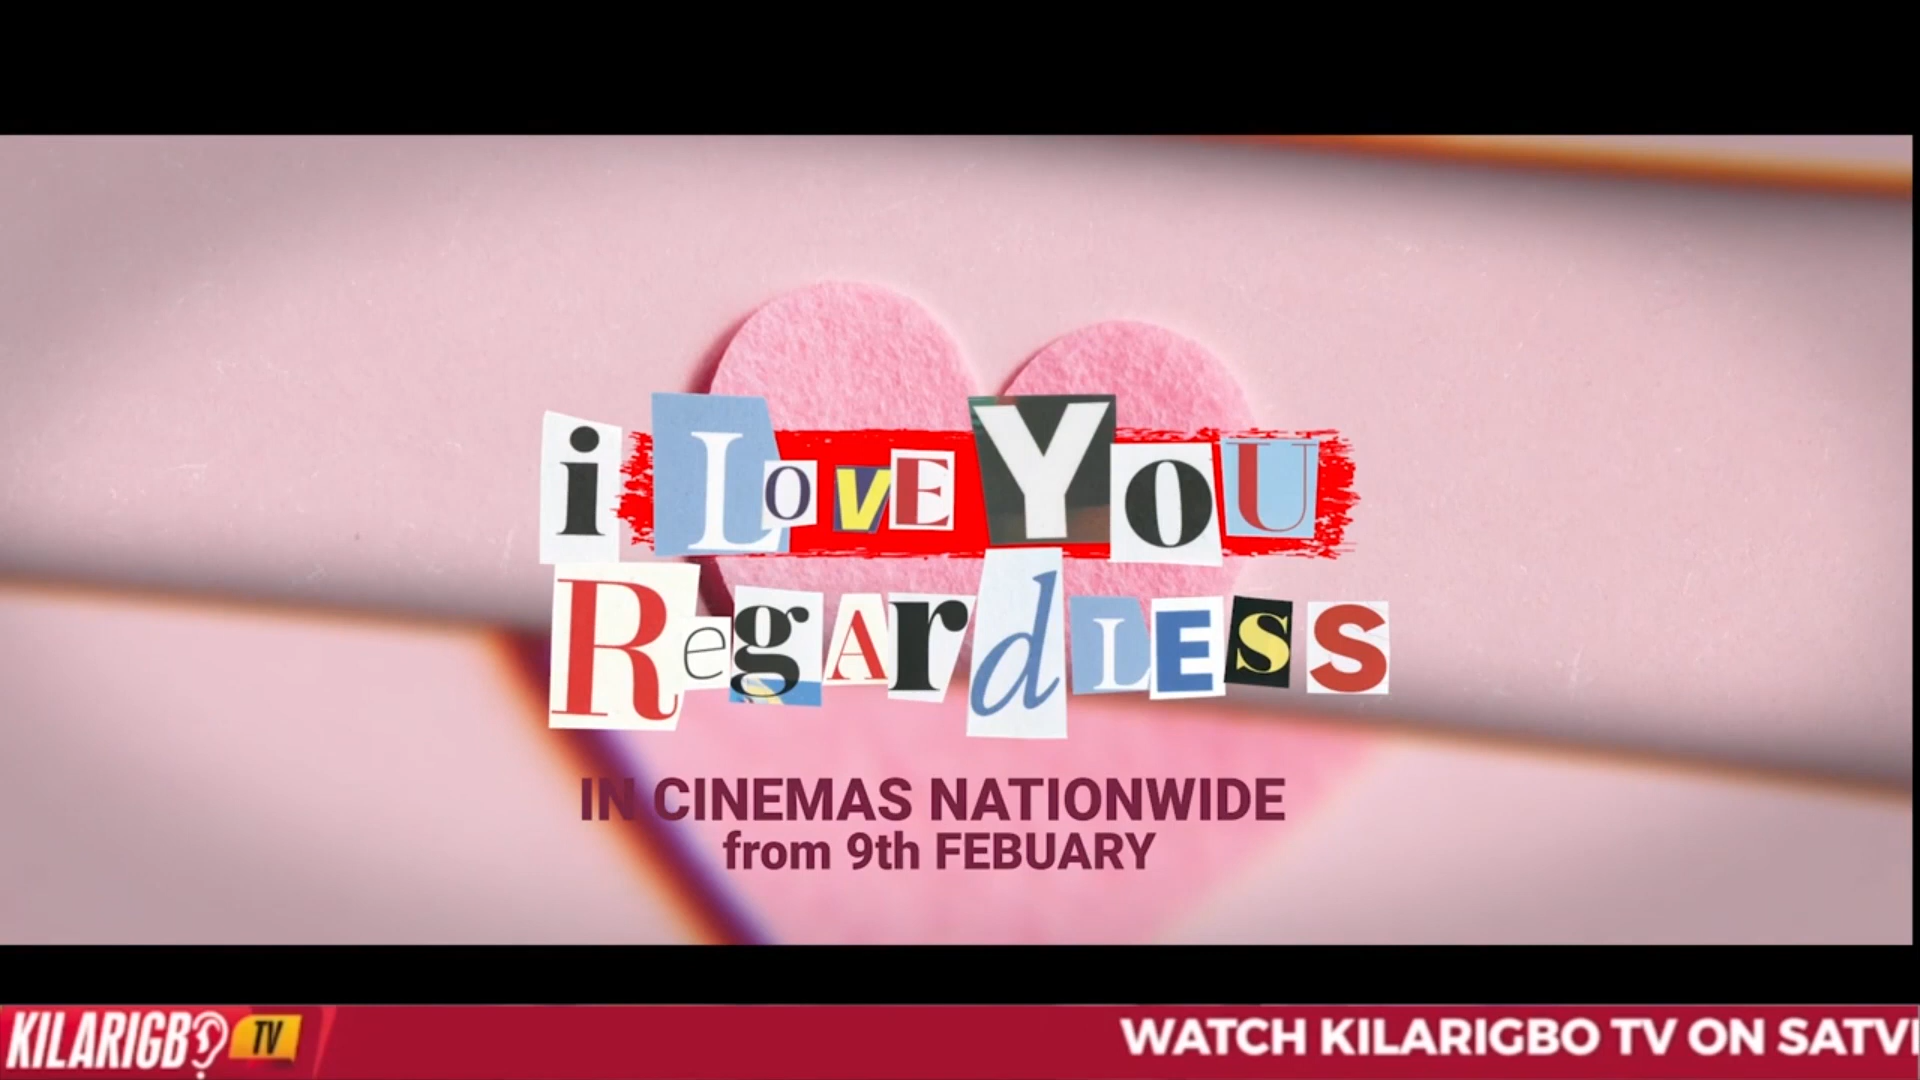 i LovE YoU
RegArdLESS
IN CINEMAS NATIONWIDE
from 9th FEBUARY
KILARIGBO TV
WATCH KILARIGBO TV ON SATVI